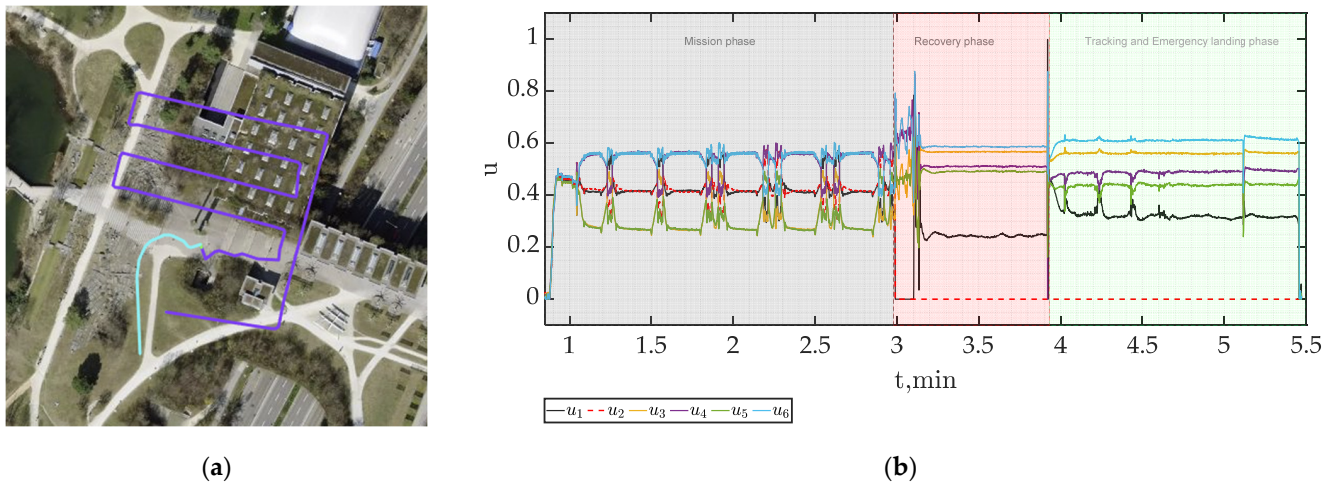 Mission phase Recovery phase Tracking and Emergency landing phase
1
0.8
0.6
0.4
0.2
0
u
1 1.5 2 2.5 3 3.5 4 4.5 5 5.5
t,min
u₁ u₂ u₃ u₄ u₅ u₆
(a) (b)